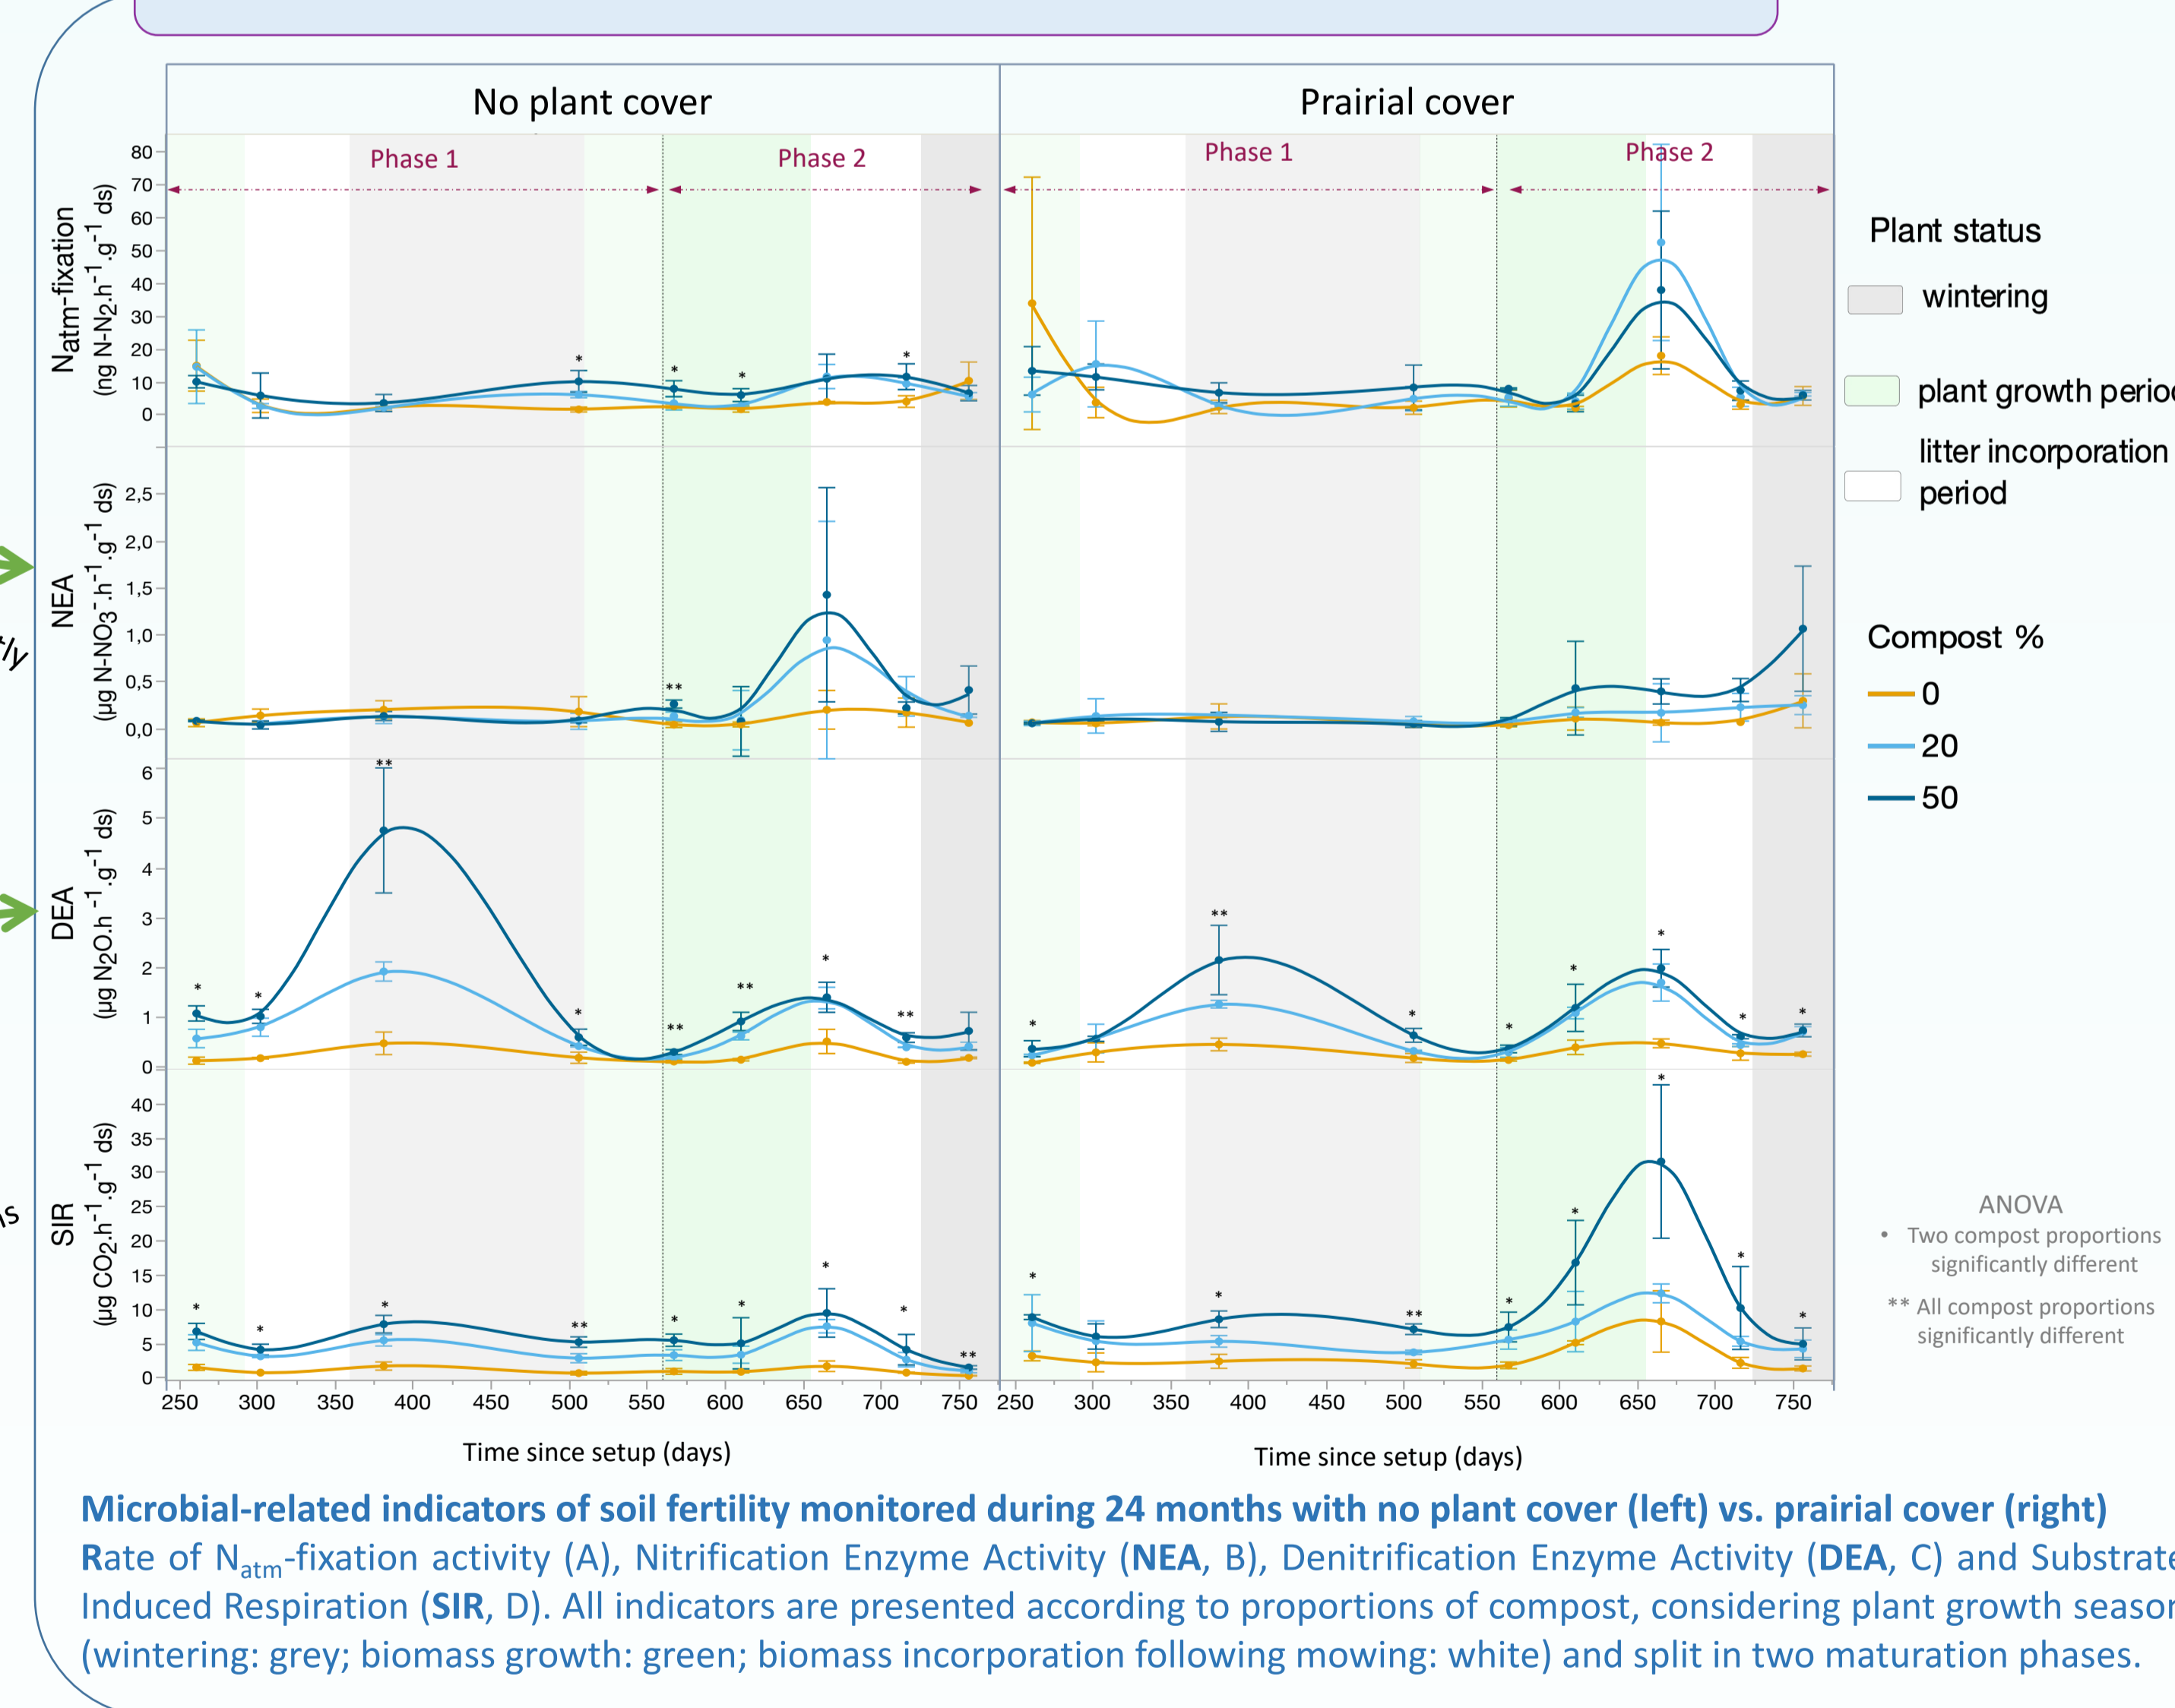 No plant cover
Prairial cover
Phase 1
Phase 2
Phase 1
Phase 2
Natm-fixation
(ng N-N2.h-1.g-1 ds)
80
70
60
50
40
30
20
10
0
*
*
*
*
NEA
(µg N-NO3-.h-1.g-1 ds)
2,5
2,0
1,5
1,0
0,5
0,0
**
DEA
(µg N2O.h-1.g-1 ds)
6
5
4
3
2
1
0
*
*
**
*
**
**
*
**
*
**
*
*
*
*
*
*
SIR
(µg CO2.h-1.g-1 ds)
40
35
30
25
20
15
10
5
0
*
*
*
**
*
*
*
*
**
*
*
**
*
*
*
*
*
250 300 350 400 450 500 550 600 650 700 750
250 300 350 400 450 500 550 600 650 700 750
Time since setup (days)
Time since setup (days)
Plant status
wintering
plant growth perio
litter incorporation
period
Compost %
0
20
50
ANOVA
• Two compost proportions
significantly different
** All compost proportions
significantly different
fly
Microbial-related indicators of soil fertility monitored during 24 months with no plant cover (left) vs. prairial cover (right)
Rate of Natm-fixation activity (A), Nitrification Enzyme Activity (NEA, B), Denitrification Enzyme Activity (DEA, C) and Substrate
Induced Respiration (SIR, D). All indicators are presented according to proportions of compost, considering plant growth season
(wintering: grey; biomass growth: green; biomass incorporation following mowing: white) and split in two maturation phases.